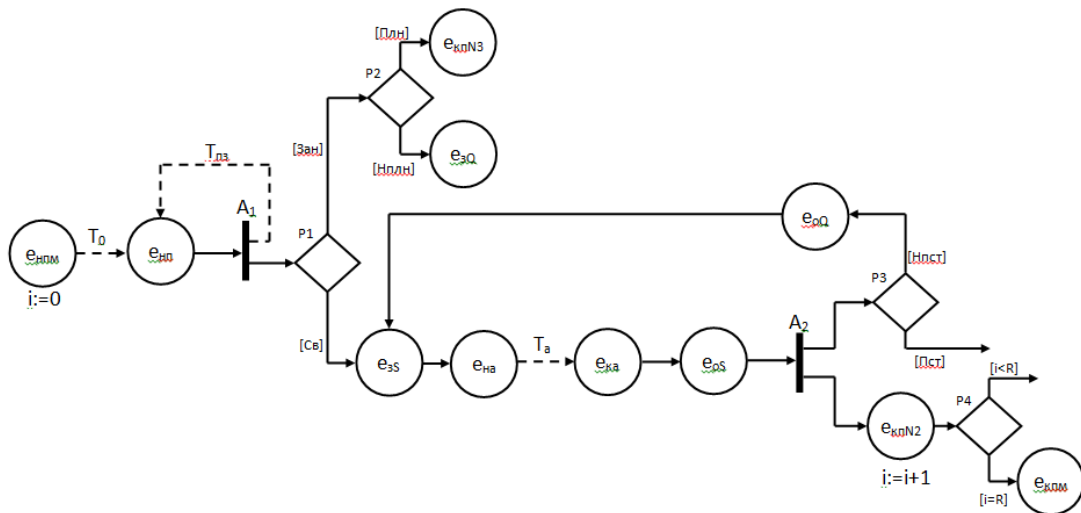 [Плн]
eкпN3
P2
[Зан]
[Нплн]
eзQ
Tпз
A1
P1
eнпм
T0
eнп
i:=0
[Св]
eоQ
[Нпст]
P3
[Пст]
eзS
eна
Tа
eка
eоS
A2
[i<R]
P4
eкпN2
i:=i+1
[i=R]
eкпм